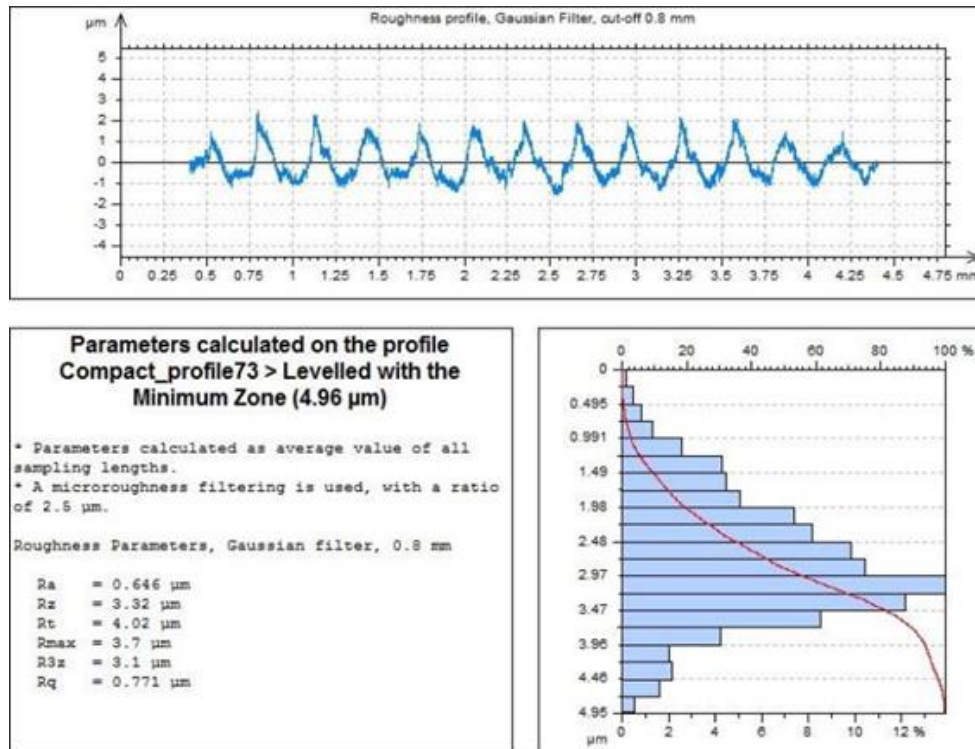 Roughness profile, Gaussian Filter, cut-off 0.8 mm
µm
5
4
3
2
1
0
-1
-2
-3
-4
0 0.25 0.5 0.75 1 1.25 1.5 1.75 2 2.25 2.5 2.75 3 3.25 3.5 3.75 4 4.25 4.5 4.75 mm
Parameters calculated on the profile
Compact_profile73 > Levelled with the
Minimum Zone (4.96 µm)
* Parameters calculated as average value of all
sampling lengths.
* A microroughness filtering is used, with a ratio
of 2.5 µm.
Roughness Parameters, Gaussian filter, 0.8 mm
Ra = 0.646 µm
Rz = 3.32 µm
Rt = 4.02 µm
Rmax = 3.7 µm
R3z = 3.1 µm
Rq = 0.771 µm
0 20 40 60 80 100 %
0
0.495
0.991
1.49
1.98
2.48
2.97
3.47
3.96
4.46
4.95
0 2 4 6 8 10 12 %
µm